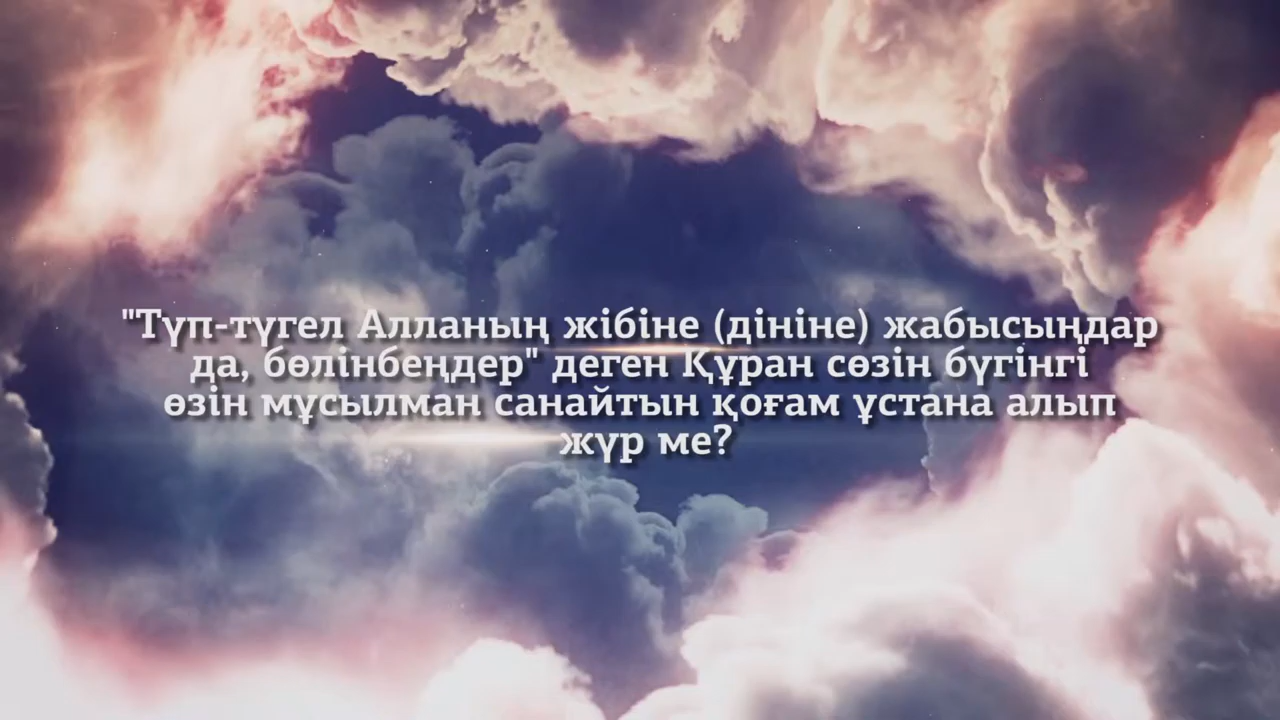 "Түп-түгел Алланың жібіне (дініне) жабысыңдар
да, бөлінбеңдер" деген Құран сөзін бүгінгі
өзін мұсылман санайтын қоғам ұстана алып
жүр ме?